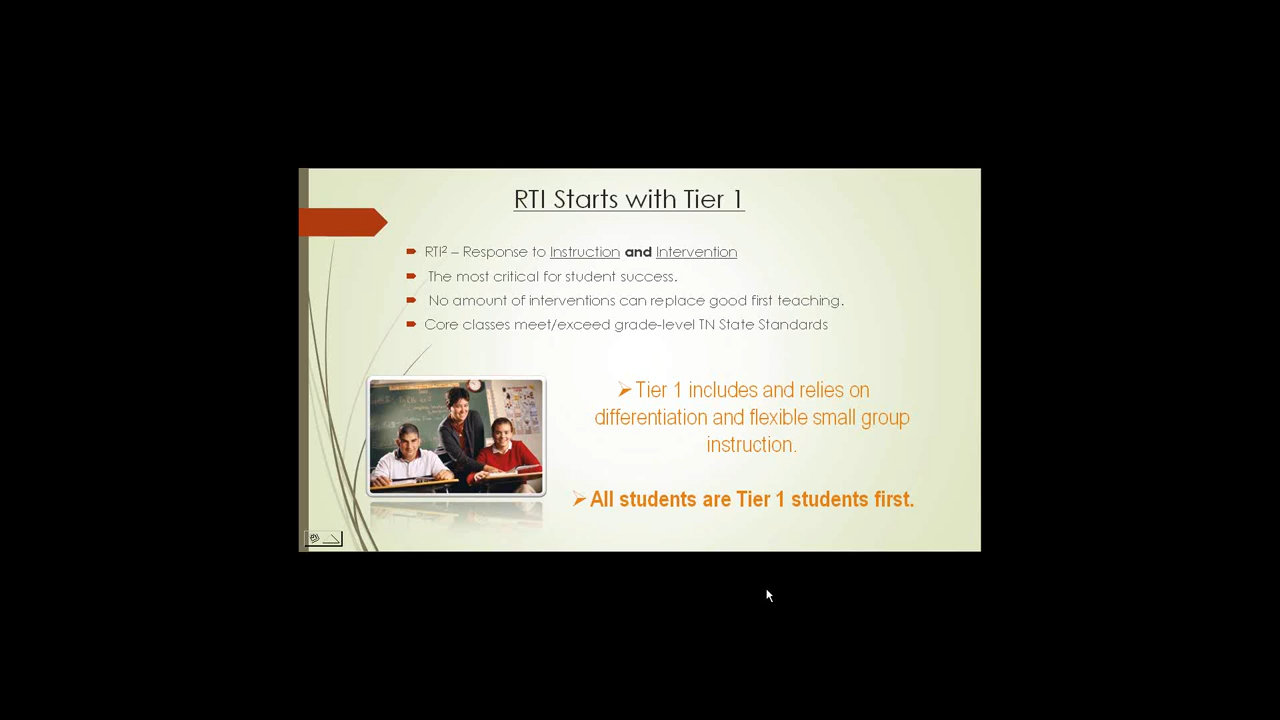 RTI Starts with Tier 1
RTI² – Response to Instruction and Intervention
The most critical for student success.
No amount of interventions can replace good first teaching.
Core classes meet/exceed grade-level TN State Standards
Tier 1 includes and relies on
differentiation and flexible small group
instruction.
All students are Tier 1 students first.